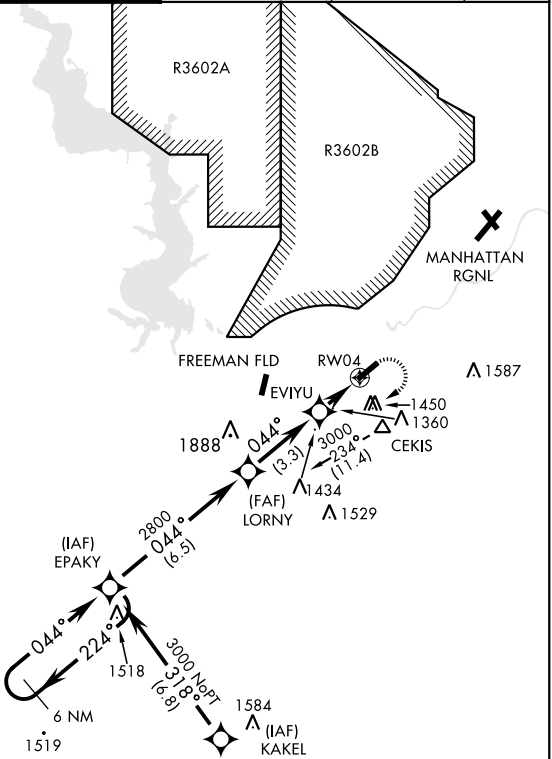 R3602A
R3602B
MANHATTAN
RGNL
FREEMAN FLD
RW04
1587
EVIYU
1450
1360
CEKIS
1888
044°
(3.3)
3000
234°
(11.4)
1434
(FAF)
LORNY
1529
2800
044°
(6.5)
(IAF)
EPAKY
044°
224°
1518
3000 NoPT
318°
(6.8)
6 NM
1519
1584
(IAF)
KAKEL